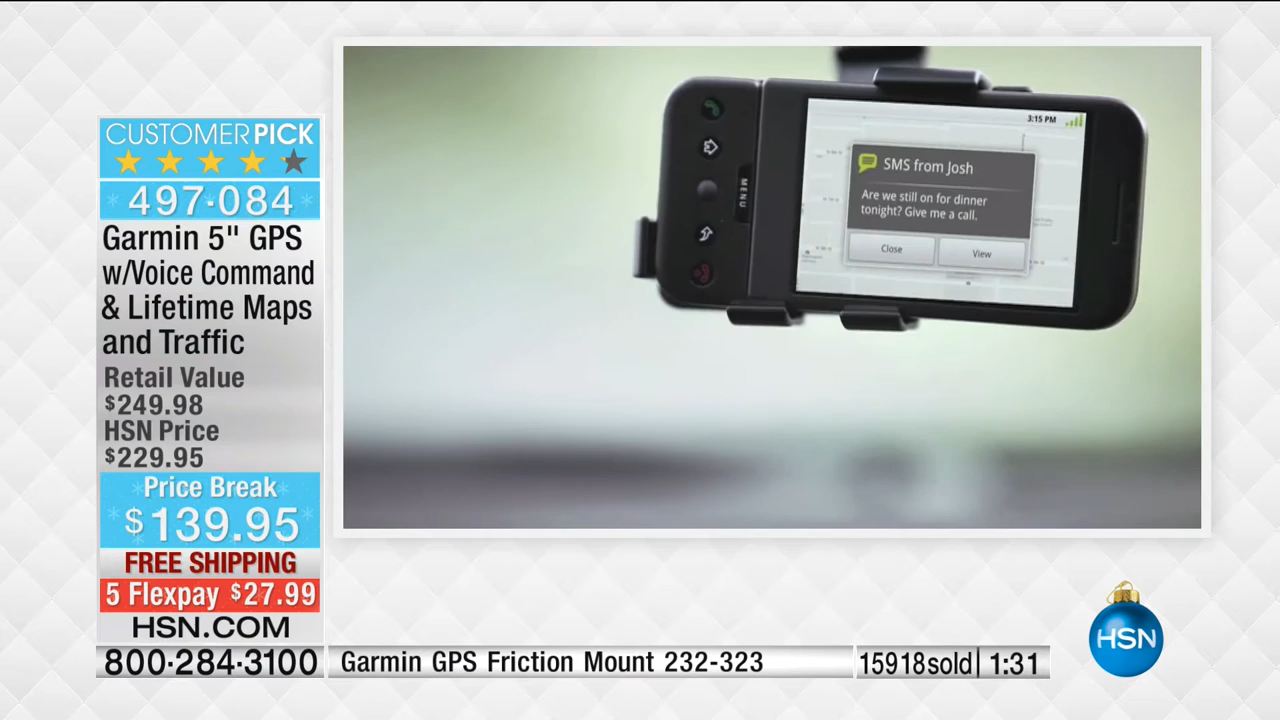 CUSTOMER PICK
497·084
Garmin 5" GPS
w/Voice Command
& Lifetime Maps
and Traffic
Retail Value
$249.98
HSN Price
$229.95
Price Break
$139.95
FREE SHIPPING
5 Flexpay $27.99
HSN.COM
800·284·3100
MENU
3:15 PM
SMS from Josh
Are we still on for dinner
tonight? Give me a call.
Close
View
HSN
Garmin GPS Friction Mount 232-323
15918sold
1:31